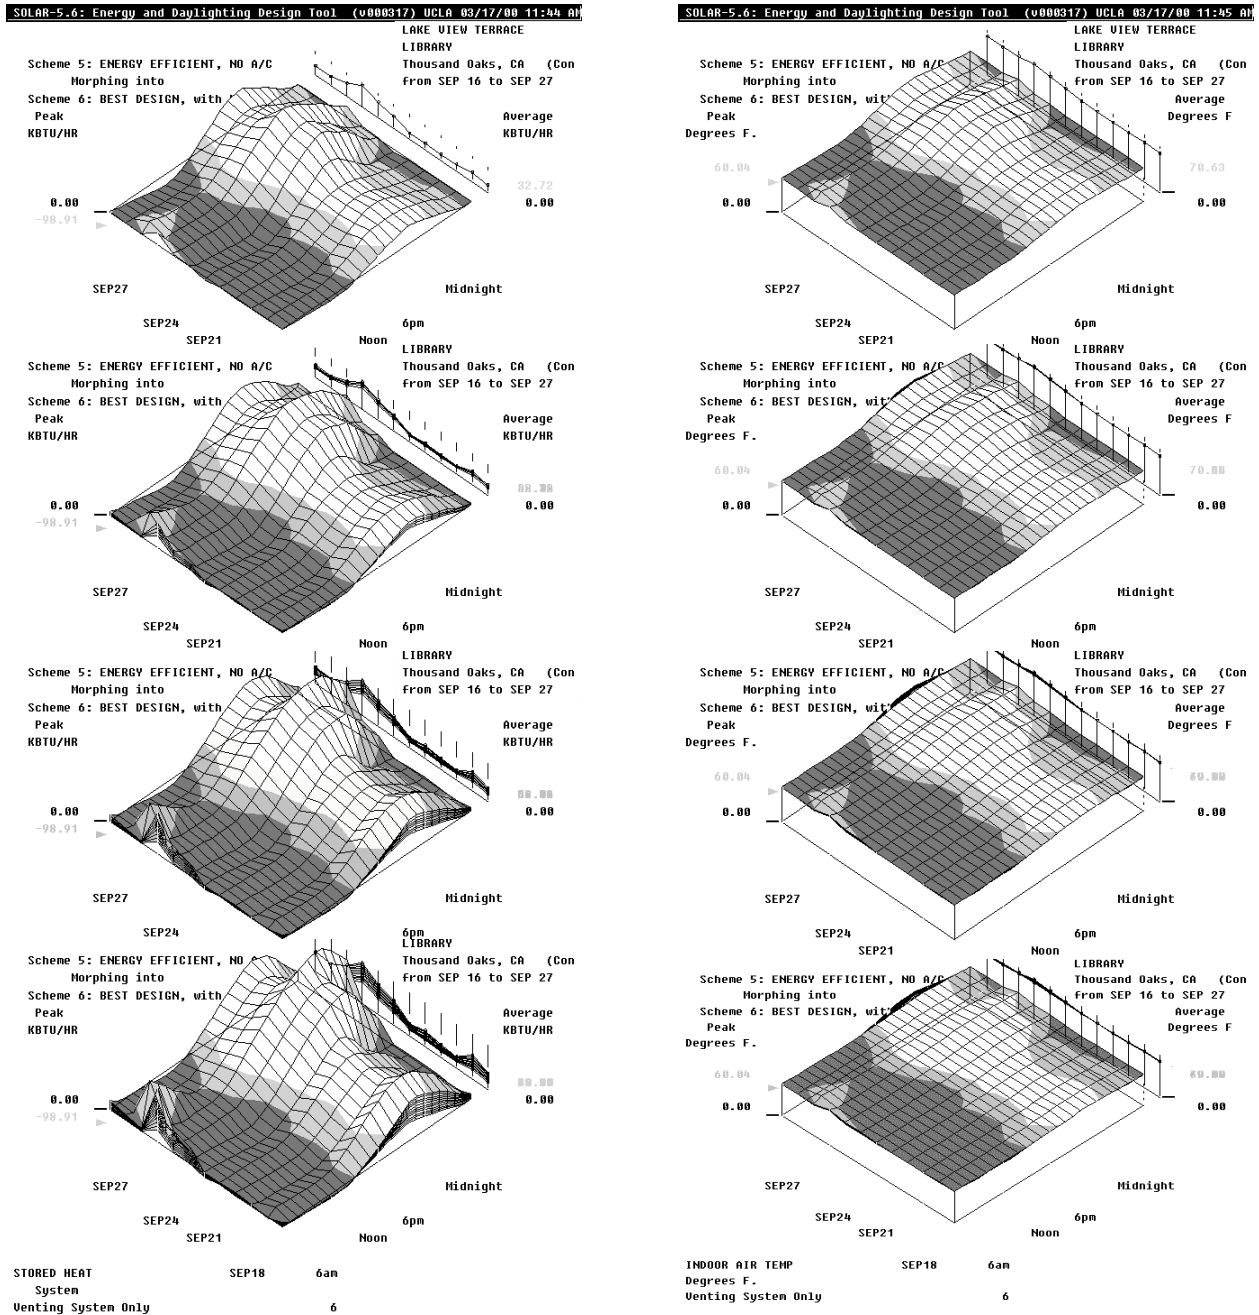 SOLAR-5.6: Energy and Daylighting Design Tool (v000317) UCLA 03/17/00 11:44 AM
LAKE VIEW TERRACE
LIBRARY
Scheme 5: ENERGY EFFICIENT, NO A/C
Thousand Oaks, CA (Con
Morphing into
from SEP 16 to SEP 27
Scheme 6: BEST DESIGN, with
Peak
Average
KBTU/HR
KBTU/HR
32.72
0.00
0.00
-98.91
SEP27
Midnight
SEP24
6pm
SEP21
Noon
LIBRARY
Scheme 5: ENERGY EFFICIENT, NO A/C
Thousand Oaks, CA (Con
Morphing into
from SEP 16 to SEP 27
Scheme 6: BEST DESIGN, with
Peak
Average
KBTU/HR
KBTU/HR
0.00
0.00
-98.91
SEP27
Midnight
SEP24
6pm
SEP21
Noon
LIBRARY
Scheme 5: ENERGY EFFICIENT, NO A/C
Thousand Oaks, CA (Con
Morphing into
from SEP 16 to SEP 27
Scheme 6: BEST DESIGN, with
Peak
Average
KBTU/HR
KBTU/HR
0.00
0.00
-98.91
SEP27
Midnight
SEP24
6pm
LIBRARY
Scheme 5: ENERGY EFFICIENT, NO
Thousand Oaks, CA (Con
Morphing into
from SEP 16 to SEP 27
Scheme 6: BEST DESIGN, with
Peak
Average
KBTU/HR
KBTU/HR
0.00
0.00
-98.91
SEP27
Midnight
SEP24
6pm
SEP21
Noon
STORED HEAT
SEP18
6am
System
Venting System Only
6
SOLAR-5.6: Energy and Daylighting Design Tool (v000317) UCLA 03/17/00 11:45 AM
LAKE VIEW TERRACE
LIBRARY
Scheme 5: ENERGY EFFICIENT, NO A/C
Thousand Oaks, CA (Con
Morphing into
from SEP 16 to SEP 27
Scheme 6: BEST DESIGN, wit
Average
Peak
Degrees F
Degrees F.
60.04
70.63
0.00
0.00
SEP27
Midnight
SEP24
6pm
SEP21
Noon
LIBRARY
Scheme 5: ENERGY EFFICIENT, NO A/C
Thousand Oaks, CA (Con
Morphing into
from SEP 16 to SEP 27
Scheme 6: BEST DESIGN, wit
Average
Peak
Degrees F
Degrees F.
60.04
0.00
0.00
SEP27
Midnight
SEP24
6pm
SEP21
Noon
LIBRARY
Scheme 5: ENERGY EFFICIENT, NO A/C
Thousand Oaks, CA (Con
Morphing into
from SEP 16 to SEP 27
Scheme 6: BEST DESIGN, wit
Average
Peak
Degrees F
Degrees F.
60.04
0.00
0.00
SEP27
Midnight
SEP24
6pm
SEP21
Noon
LIBRARY
Scheme 5: ENERGY EFFICIENT, NO A/C
Thousand Oaks, CA (Con
Morphing into
from SEP 16 to SEP 27
Scheme 6: BEST DESIGN, wit
Average
Peak
Degrees F
Degrees F.
60.04
0.00
0.00
SEP27
Midnight
SEP24
6pm
SEP21
Noon
INDOOR AIR TEMP
SEP18
6am
Degrees F.
Venting System Only
6